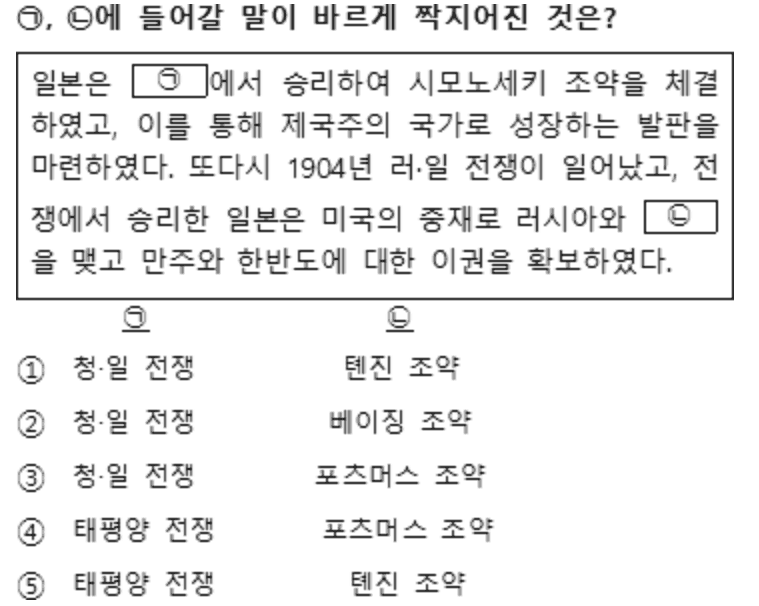 ㉠, ㉡에 들어갈 말이 바르게 짝지어진 것은?
일본은 ㉠에서 승리하여 시모노세키 조약을 체결
하였고, 이를 통해 제국주의 국가로 성장하는 발판을
마련하였다. 또다시 1904년 러·일 전쟁이 일어났고, 전
쟁에서 승리한 일본은 미국의 중재로 러시아와 ㉡
을 맺고 만주와 한반도에 대한 이권을 확보하였다.
㉠ ㉡
① 청·일 전쟁 톈진 조약
② 청·일 전쟁 베이징 조약
③ 청·일 전쟁 포츠머스 조약
④ 태평양 전쟁 포츠머스 조약
⑤ 태평양 전쟁 톈진 조약